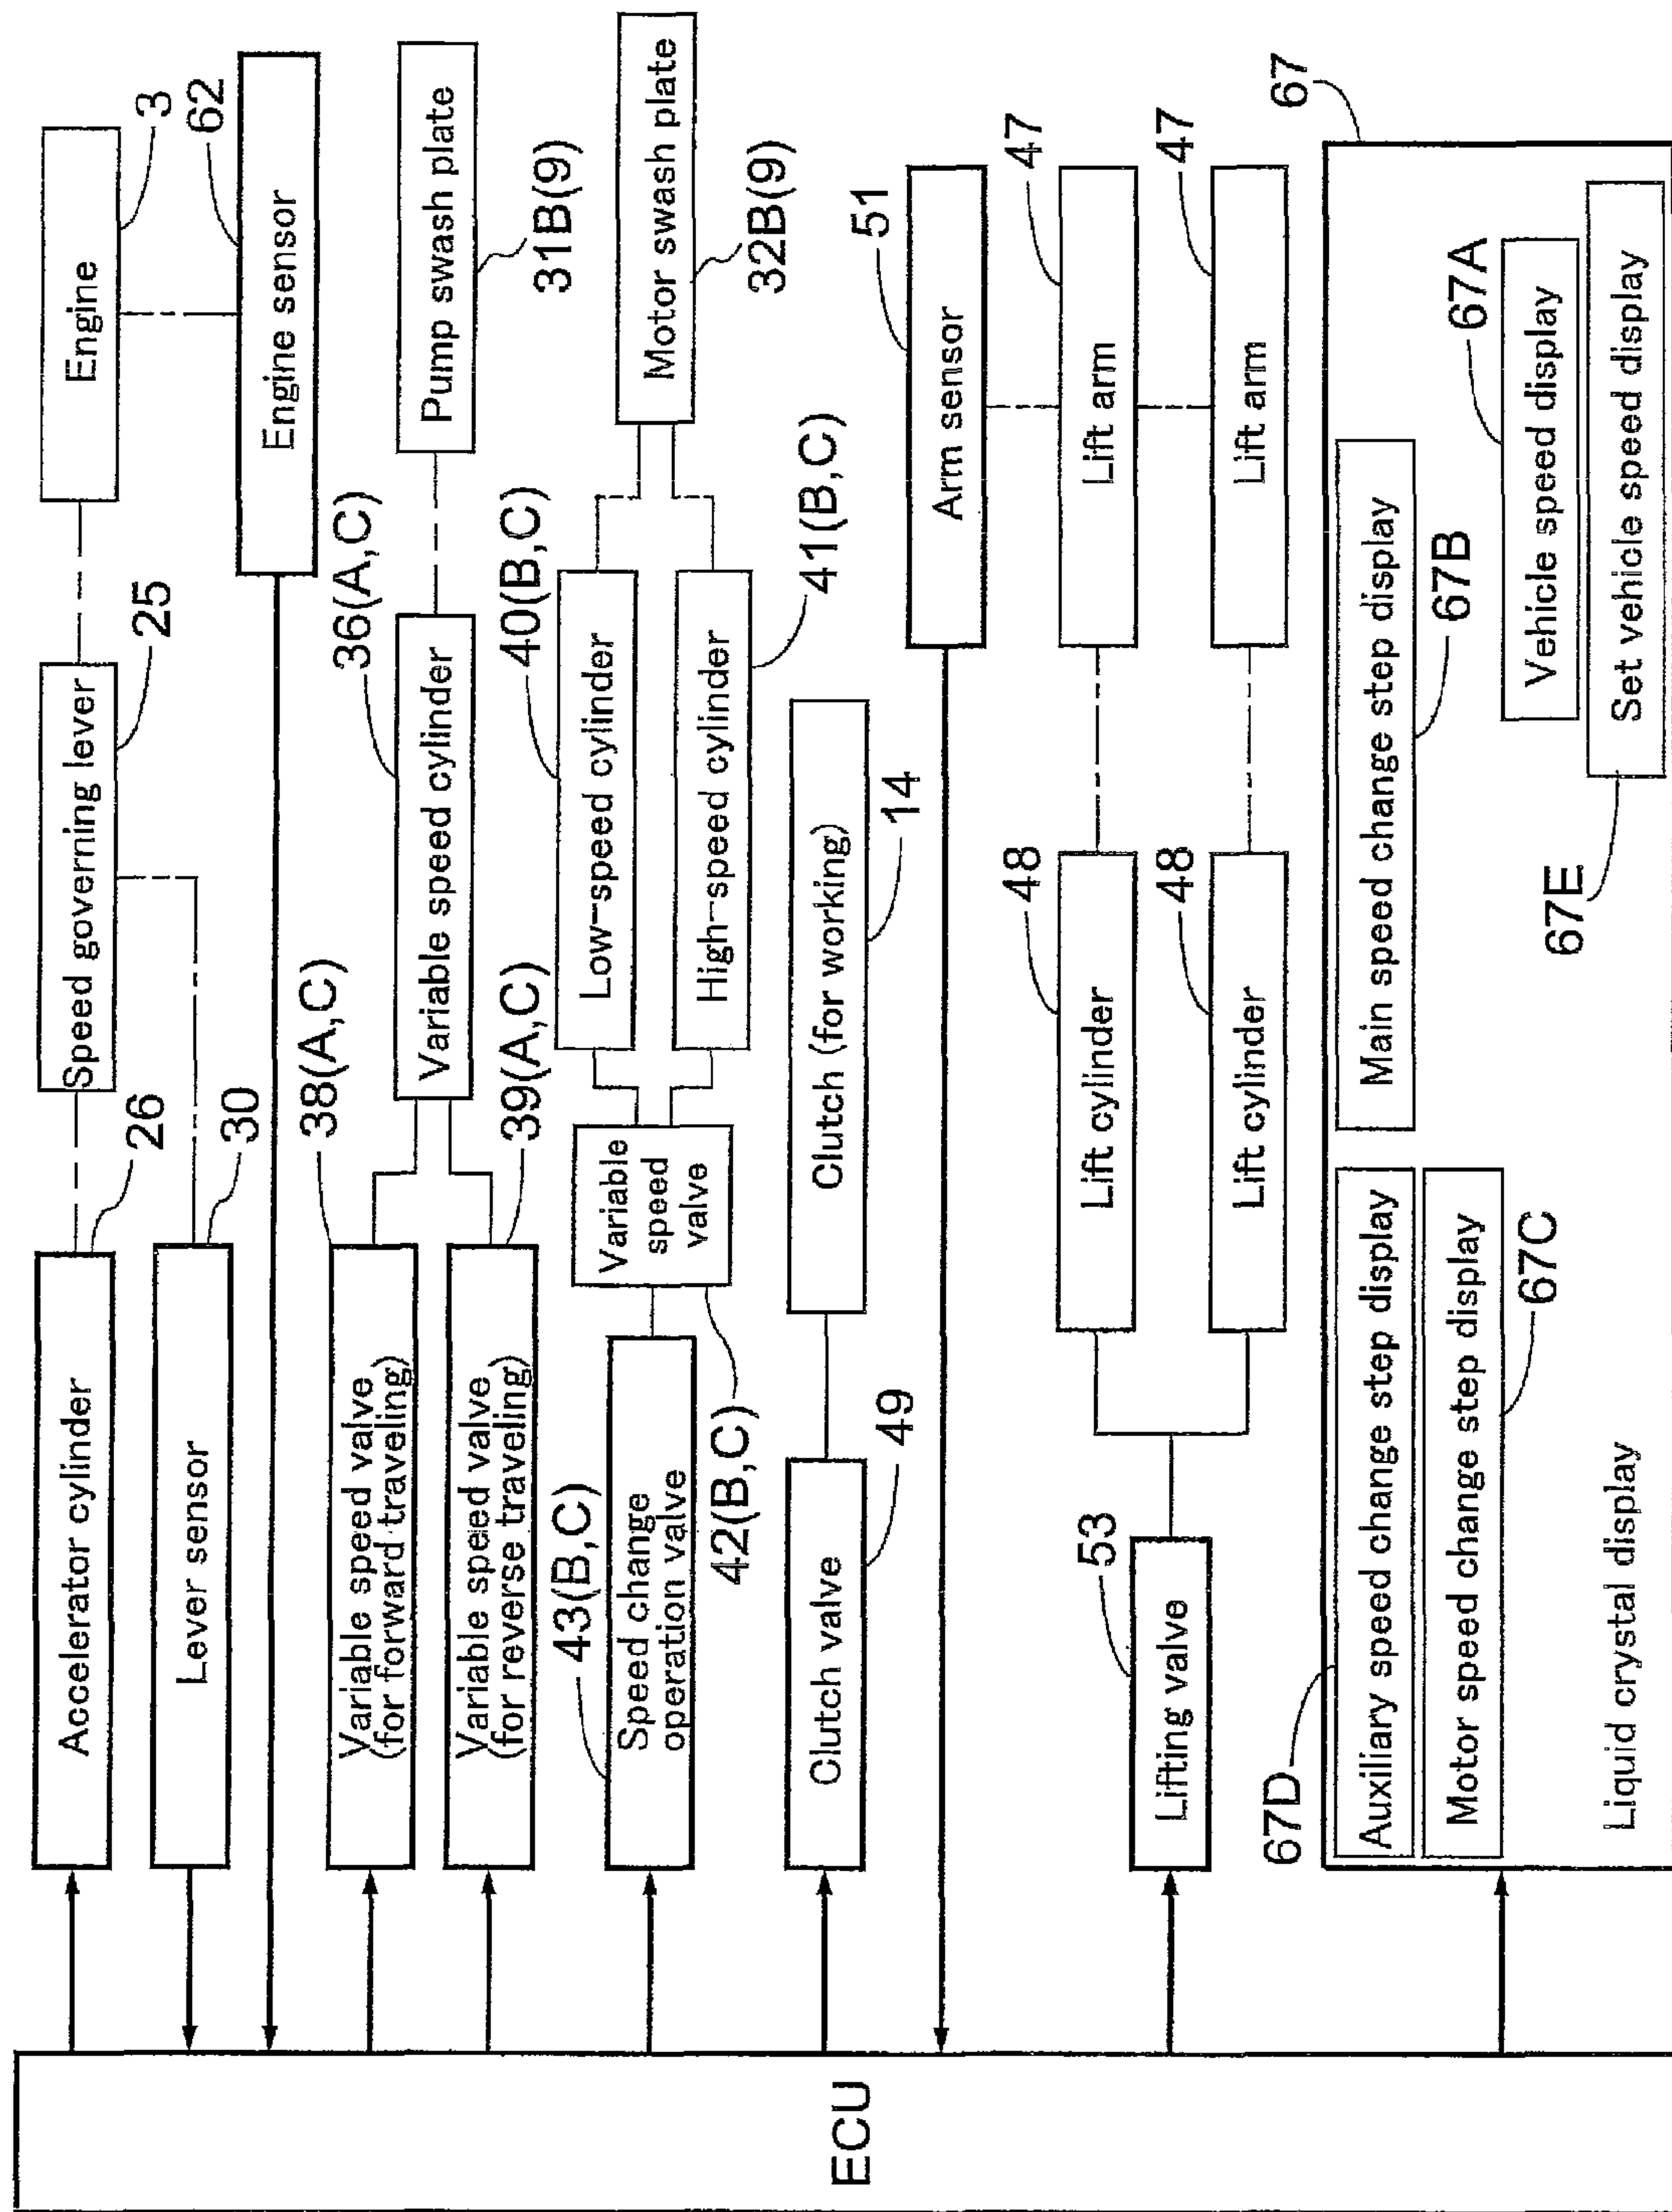 Accelerator cylinder
26
Speed governing lever
25
Engine
3
62
Lever sensor
30
Engine sensor
38(A,C)
Variable speed valve
(for forward traveling)
36(A,C)
Variable speed cylinder
Pump swash plate
31B(9)
Variable speed valve
(for reverse traveling)
39(A,C)
40(B,C)
Low-speed cylinder
43(B,C)
Speed change
operation valve
Variable
speed
valve
42(B,C)
High-speed cylinder
41(B,C)
Motor swash plate
32B(9)
Clutch valve
49
Clutch (for working)
14
51
Arm sensor
48
Lift cylinder
47
Lift arm
53
Lifting valve
48
Lift cylinder
47
Lift arm
67
67D
Auxiliary speed change step display
Main speed change step display
67B
Motor speed change step display
67C
67A
Vehicle speed display
67E
Set vehicle speed display
Liquid crystal display
ECU